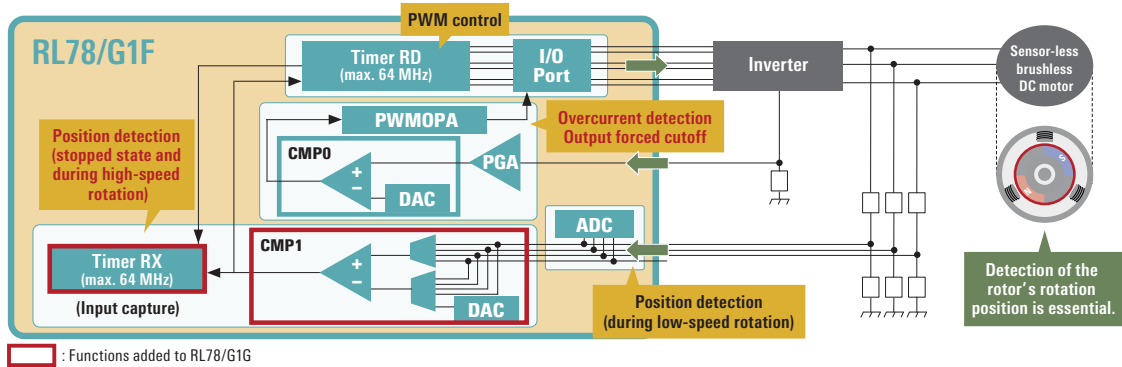 PWM control
RL78/G1F
Timer RD
(max. 64 MHz)
I/O
Port
Inverter
Sensor-less
brushless
DC motor
PWMOPA
Overcurrent detection
Output forced cutoff
Position detection
(stopped state and
during high-speed
rotation)
CMP0
+
−
PGA
DAC
S
N
ADC
CMP1
Timer RX
(max. 64 MHz)
(Input capture)
+
−
DAC
Position detection
(during low-speed rotation)
Detection of the
rotor's rotation
position is essential.
: Functions added to RL78/G1G